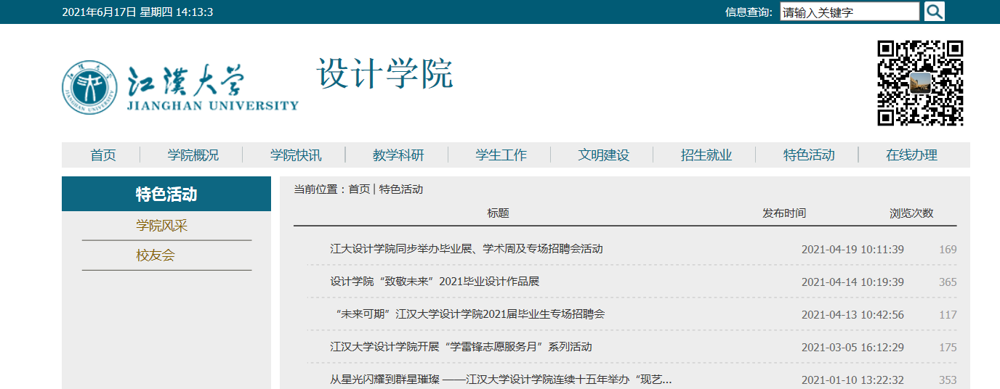 2021年6月17日 星期四 14:13:3
信息查询: 请输入关键字
江漢大学
JIANGHAN UNIVERSITY
设计学院
首页 学院概况 学院快讯 教学科研 学生工作 文明建设 招生就业 特色活动 在线办理
特色活动
学院风采
校友会
当前位置：首页 | 特色活动
标题 发布时间 浏览次数
江大设计学院同步举办毕业展、学术周及专场招聘会活动 2021-04-19 10:11:39 169
设计学院“致敬未来”2021毕业设计作品展 2021-04-14 10:19:39 365
“未来可期”江汉大学设计学院2021届毕业生专场招聘会 2021-04-13 10:42:56 117
江汉大学设计学院开展“学雷锋志愿服务月”系列活动 2021-03-05 16:12:29 175
从星光闪耀到群星璀璨 ——江汉大学设计学院连续十五年举办“现艺... 2021-01-10 13:22:32 353